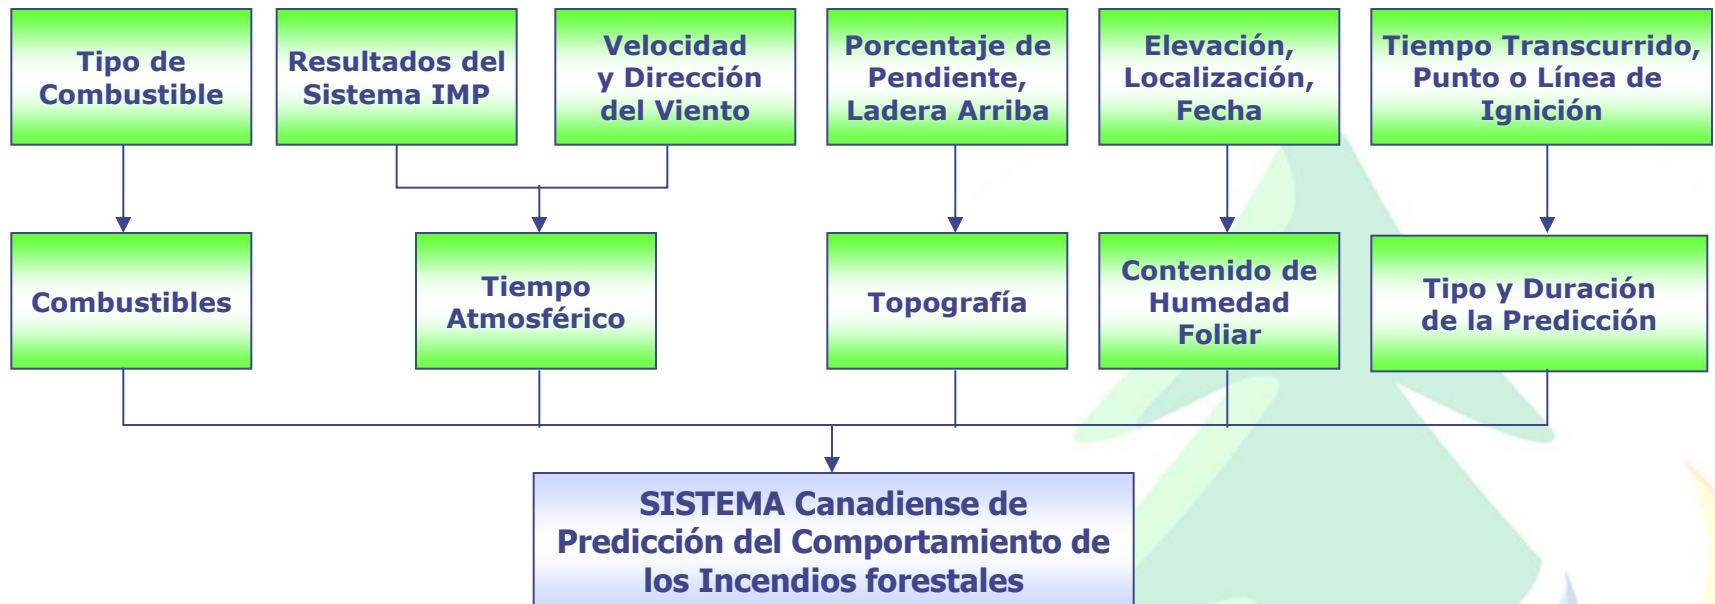 Tipo de
Combustible
Resultados del
Sistema IMP
Velocidad
y Dirección
del Viento
Porcentaje de
Pendiente,
Ladera Arriba
Elevación,
Localización,
Fecha
Tiempo Transcurrido,
Punto o Línea de
Ignición
Combustibles
Tiempo
Atmosférico
Topografía
Contenido de
Humedad
Foliar
Tipo y Duración
de la Predicción
SISTEMA Canadiense de
Predicción del Comportamiento de
los Incendios forestales